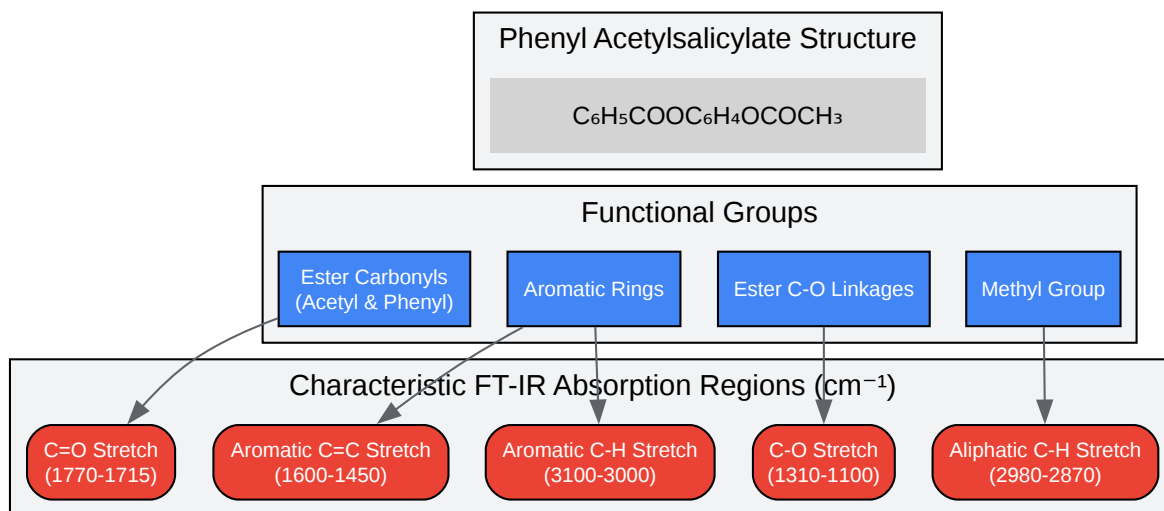 Phenyl Acetylsalicylate Structure
C₆H₅COOC₆H₄OCOCH₃
Functional Groups
Ester Carbonyls
(Acetyl & Phenyl)
Aromatic Rings
Ester C-O Linkages
Methyl Group
Characteristic FT-IR Absorption Regions (cm⁻¹)
C=O Stretch
(1770-1715)
Aromatic C=C Stretch
(1600-1450)
Aromatic C-H Stretch
(3100-3000)
C-O Stretch
(1310-1100)
Aliphatic C-H Stretch
(2980-2870)